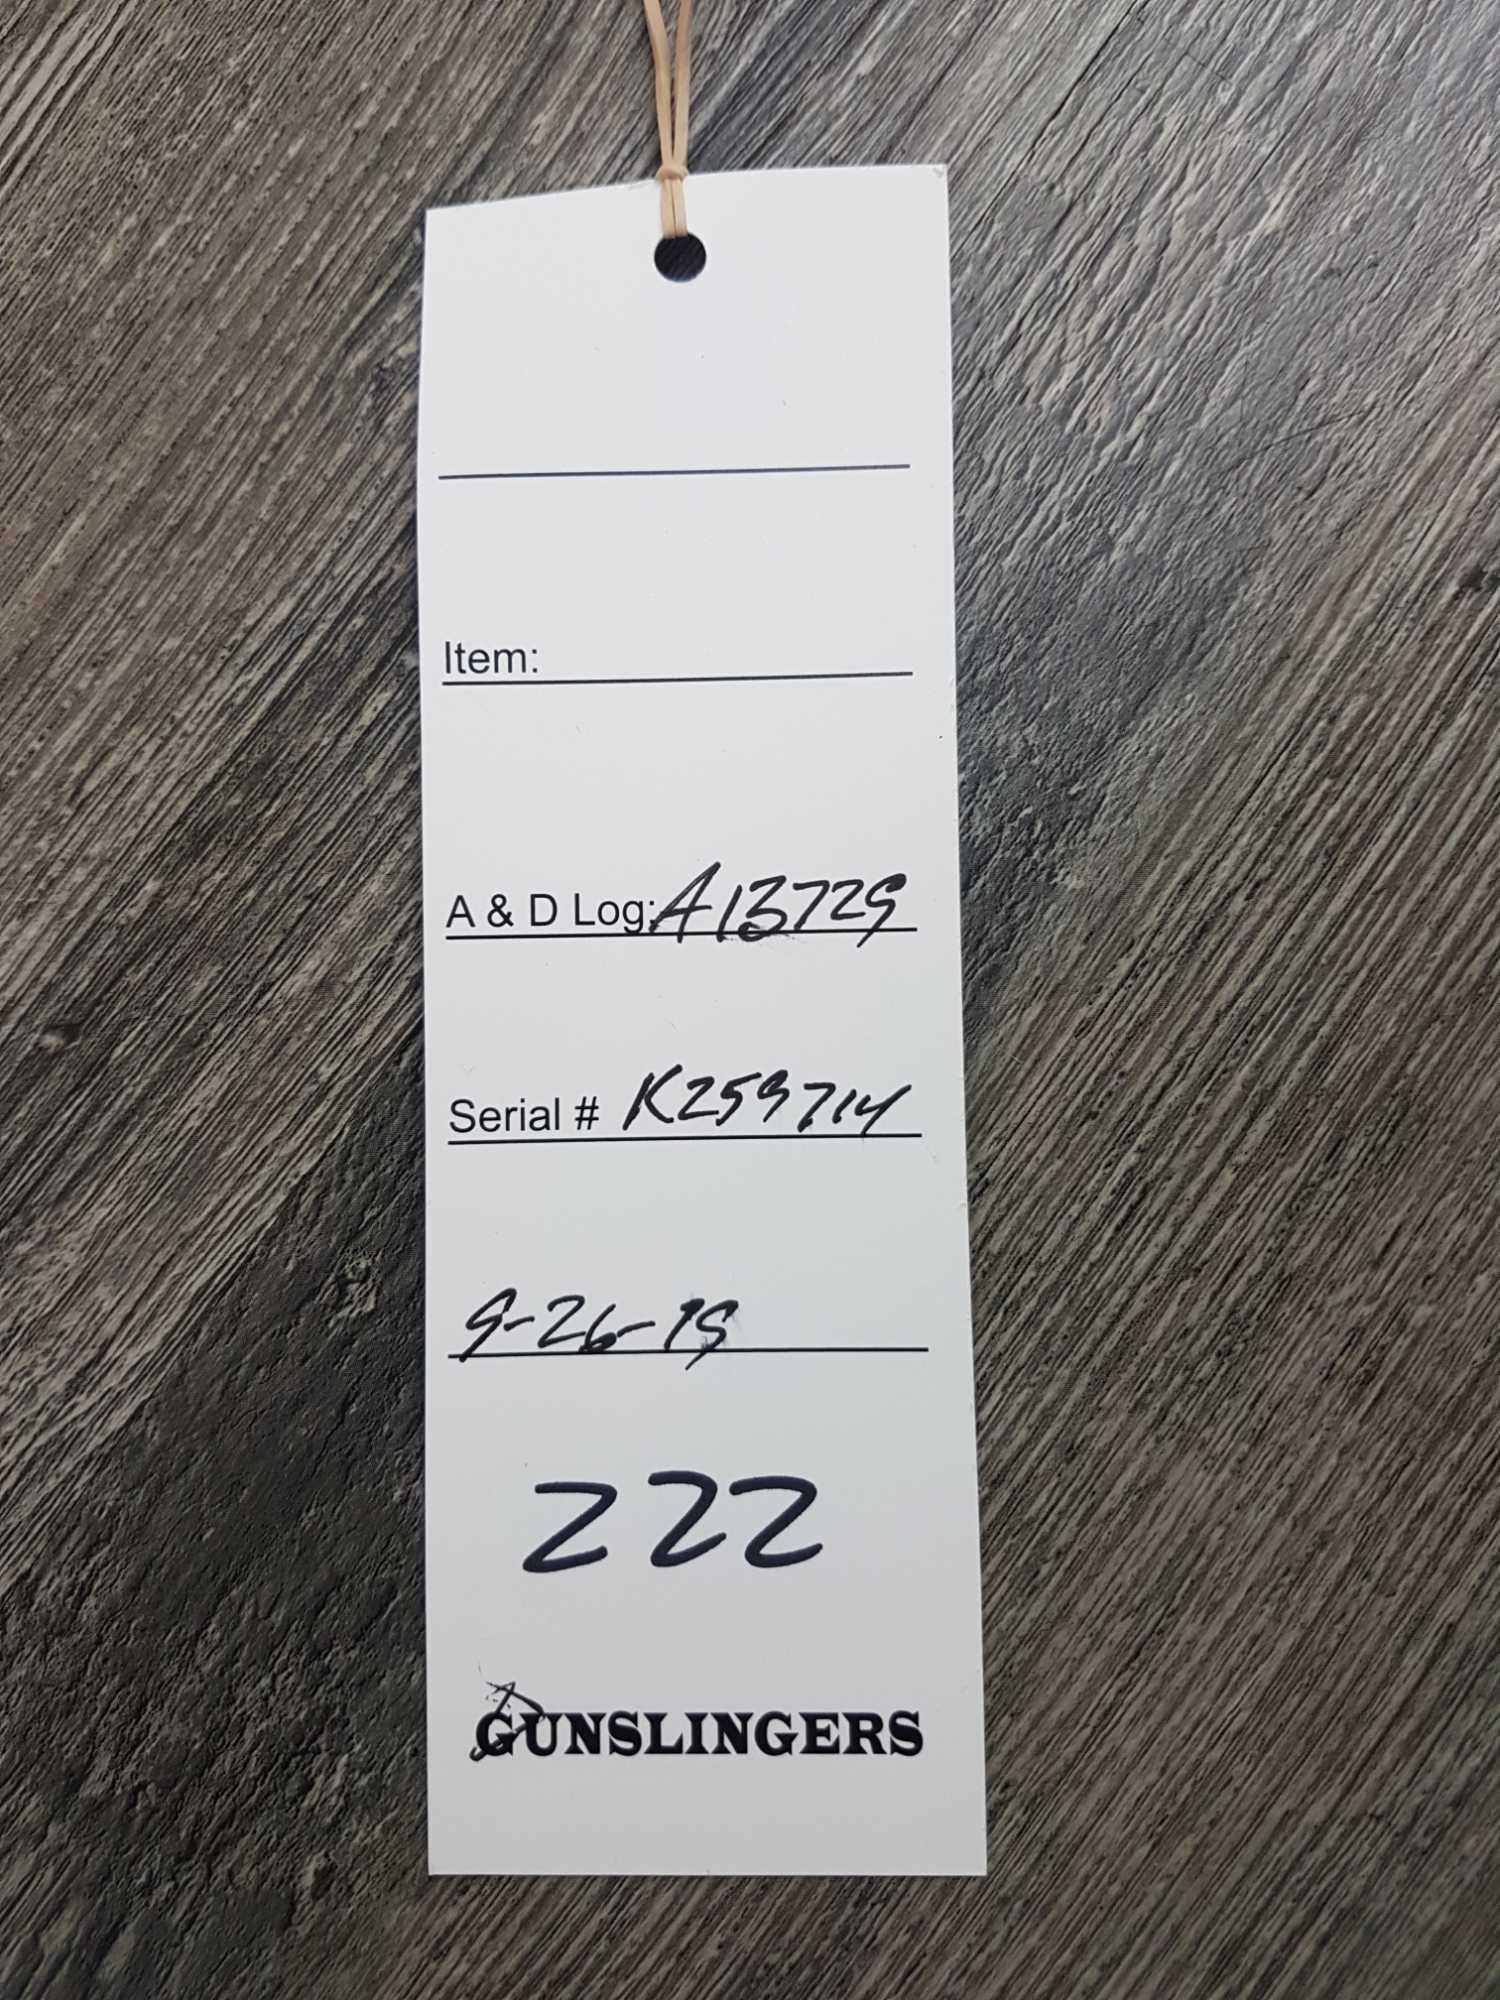 Item:
A & D Log: A13729
Serial # K259714
9-26-19
222
GUNSLINGERS